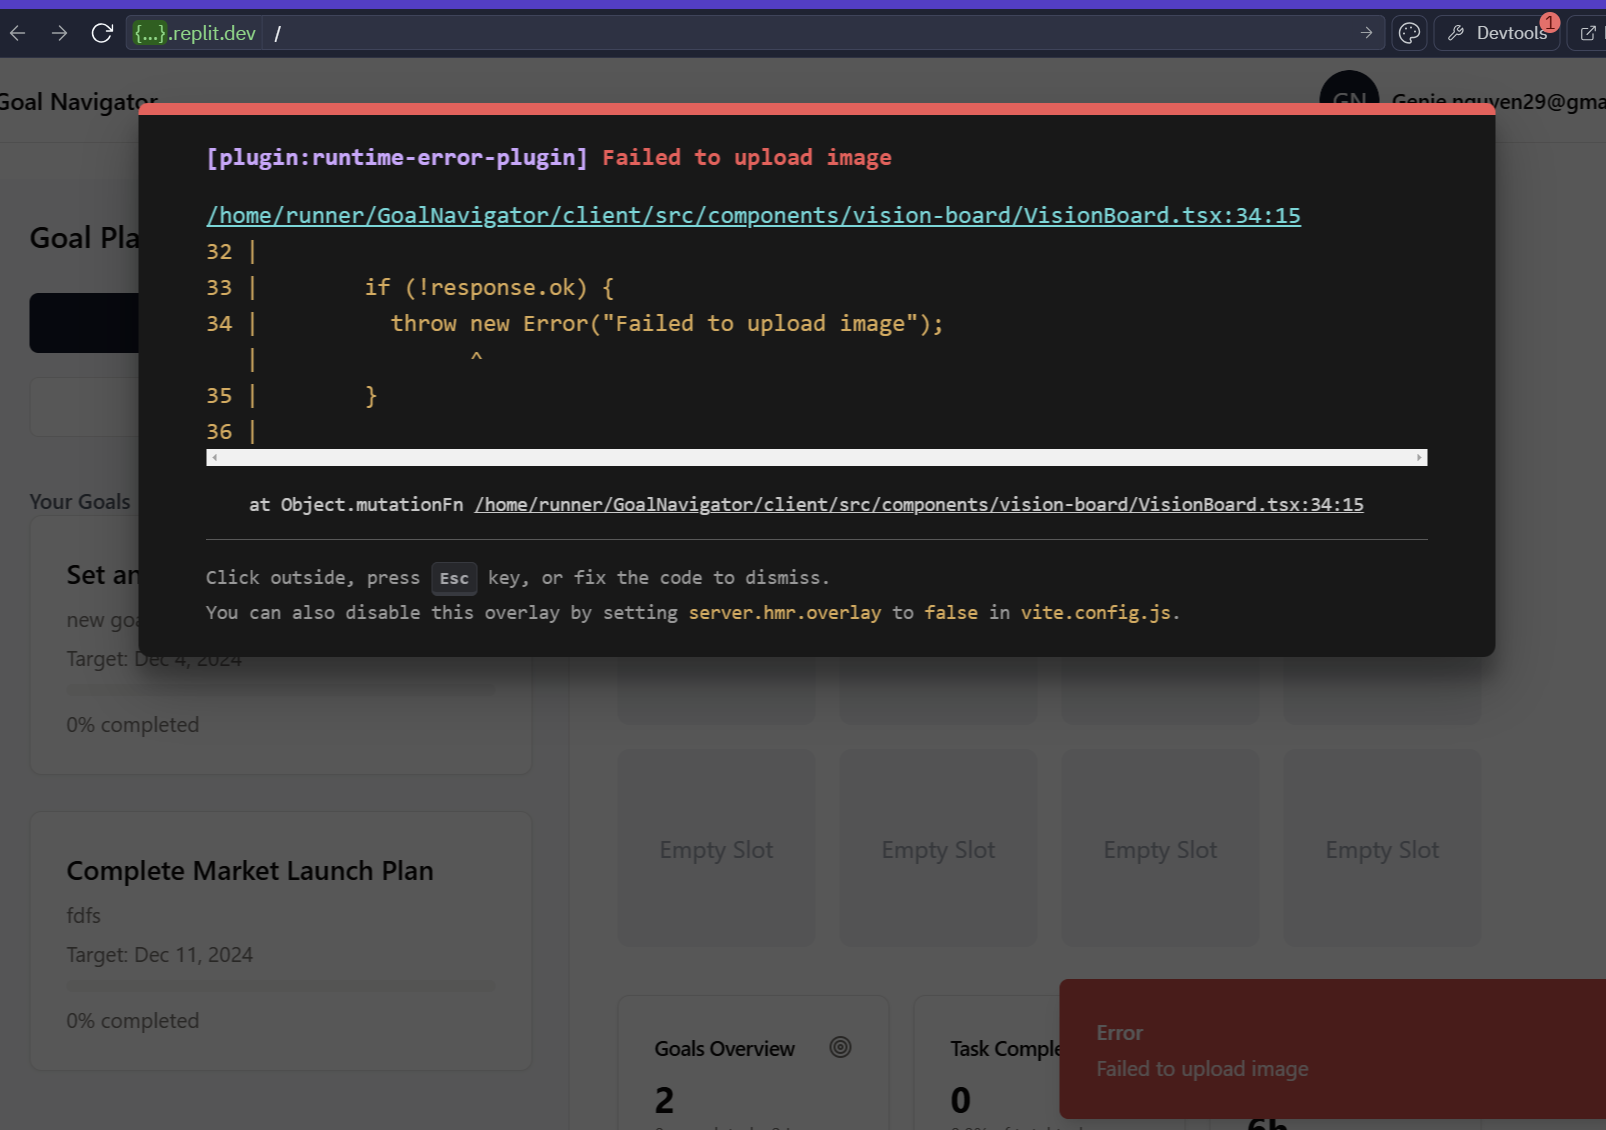 {...}.replit.dev /
Devtools
1
Goal Navigator
GN
Genie.nguyen29@gma
[plugin:runtime-error-plugin] Failed to upload image
/home/runner/GoalNavigator/client/src/components/vision-board/VisionBoard.tsx:34:15
32 |
33 |        if (!response.ok) {
34 |          throw new Error("Failed to upload image");
   |                ^
35 |        }
36 |
at Object.mutationFn /home/runner/GoalNavigator/client/src/components/vision-board/VisionBoard.tsx:34:15
Click outside, press Esc key, or fix the code to dismiss.
You can also disable this overlay by setting server.hmr.overlay to false in vite.config.js.
Goal Pla
Your Goals
Set an
new goa
Target: Dec 4, 2024
0% completed
Complete Market Launch Plan
fdfs
Target: Dec 11, 2024
0% completed
Empty Slot
Empty Slot
Empty Slot
Empty Slot
Goals Overview
2
Task Comple
0
6h
Error
Failed to upload image